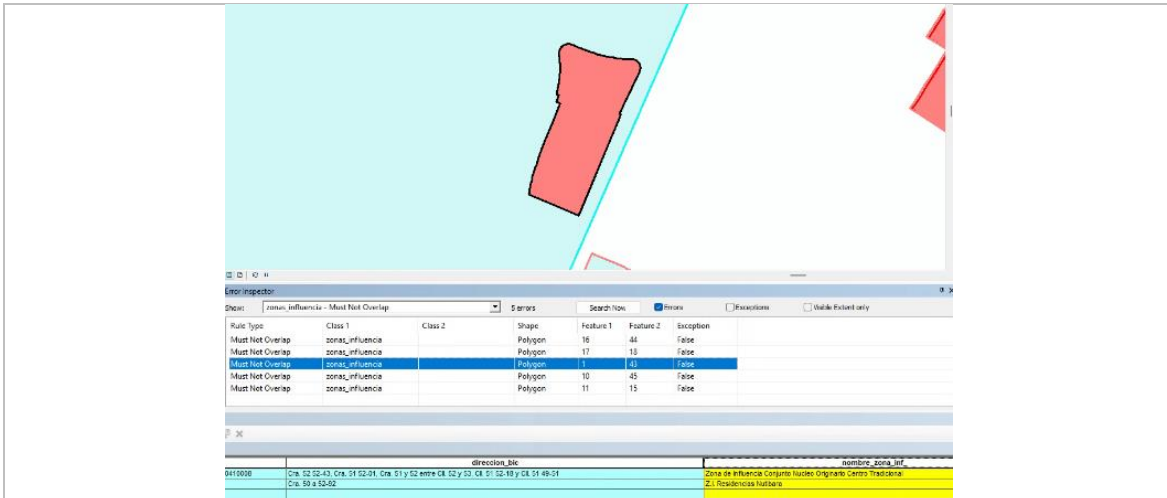 Error Inspector
Show: zonas_influencia - Must Not Overlap 5 errors Search Now Errors Exceptions Visible Extent only
Rule Type Class 1 Class 2 Shape Feature 1 Feature 2 Exception
Must Not Overlap zonas_influencia Polygon 16 44 False
Must Not Overlap zonas_influencia Polygon 17 18 False
Must Not Overlap zonas_influencia Polygon 1 43 False
Must Not Overlap zonas_influencia Polygon 10 45 False
Must Not Overlap zonas_influencia Polygon 11 15 False
direccion_bic nombre_zona_inf_
0410008 Cra. 52 52-43, Cra. 51 52-01, Cra. 51 y 52 entre Cll. 52 y 53, Cll. 51 52-18 y Cll. 51 49-51 Zona de Influencia Conjunto Nucleo Originario Centro Tradicional
Cra. 50 a 52-92 Z.I. Residencias Nutibara